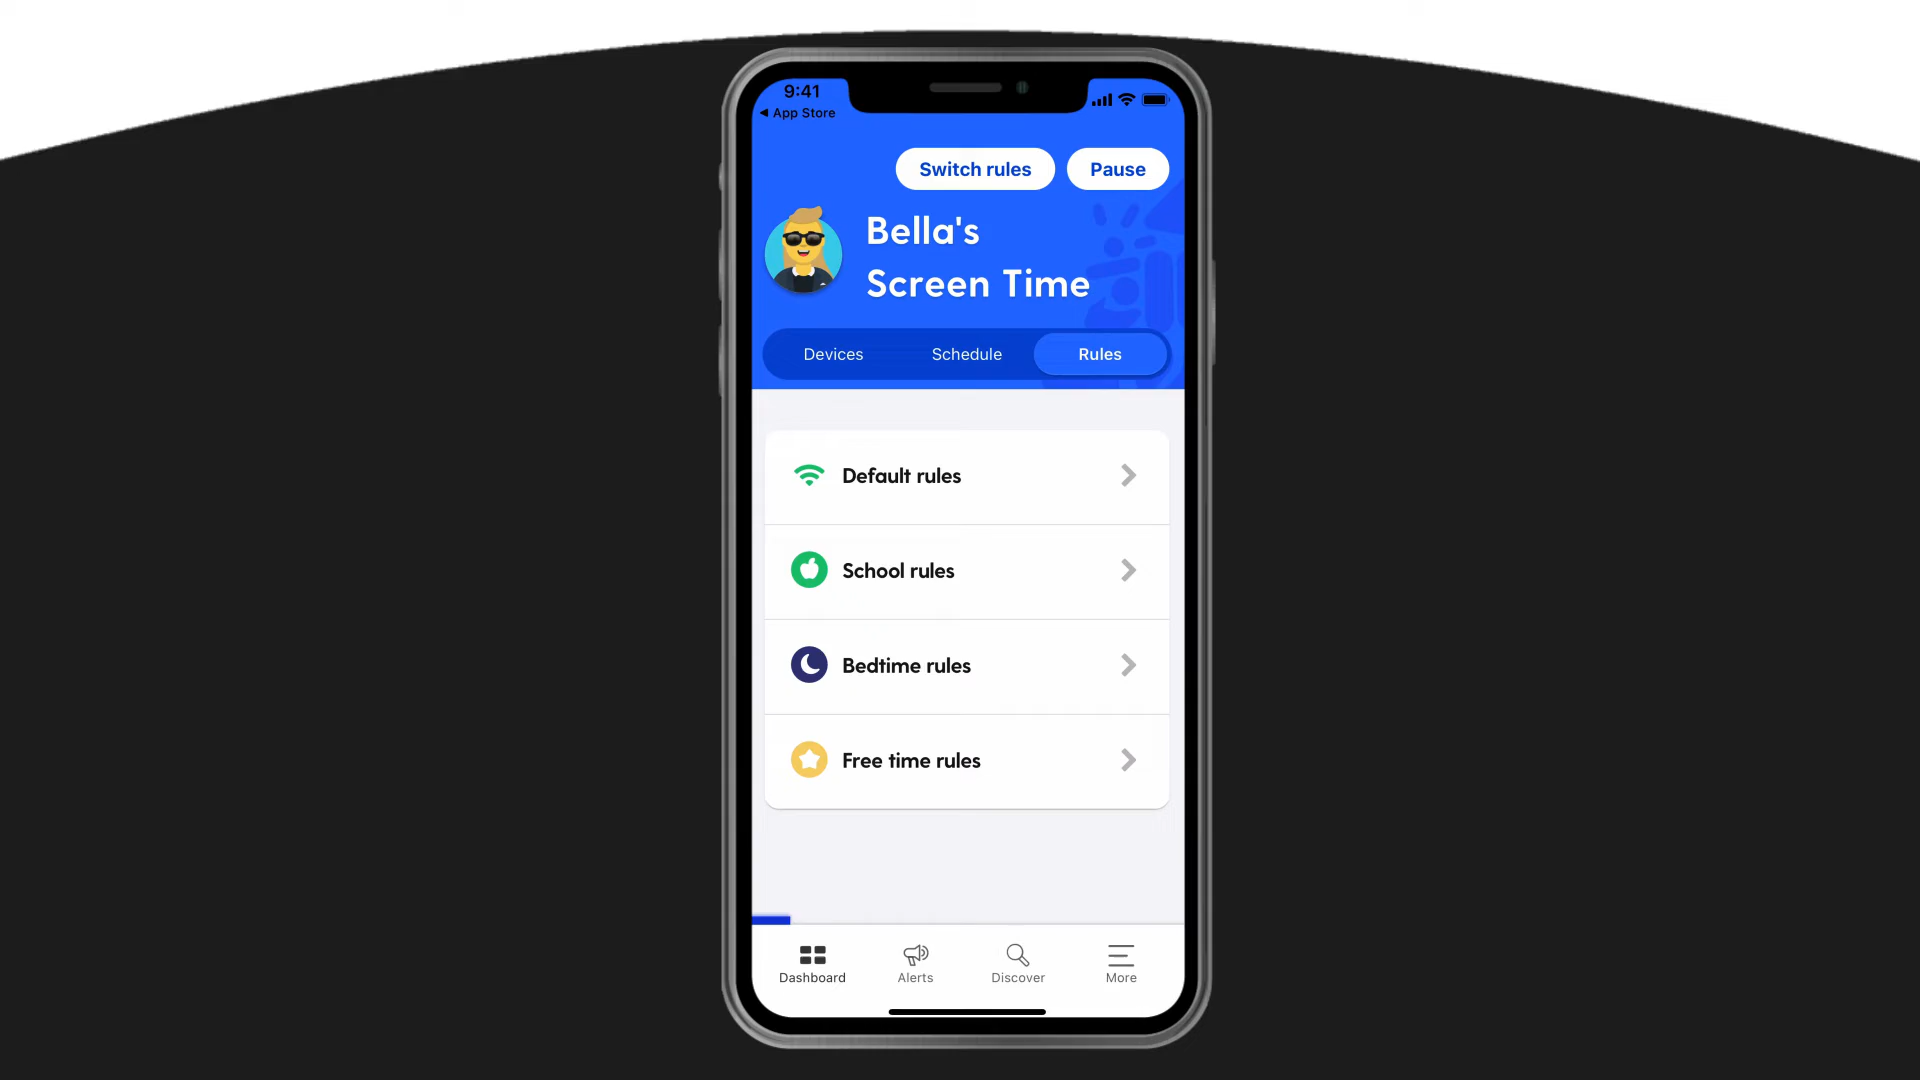 9:41
◀ App Store
Switch rules
Pause
Bella's
Screen Time
Devices
Schedule
Rules
Default rules
School rules
Bedtime rules
Free time rules
Dashboard
Alerts
Discover
More